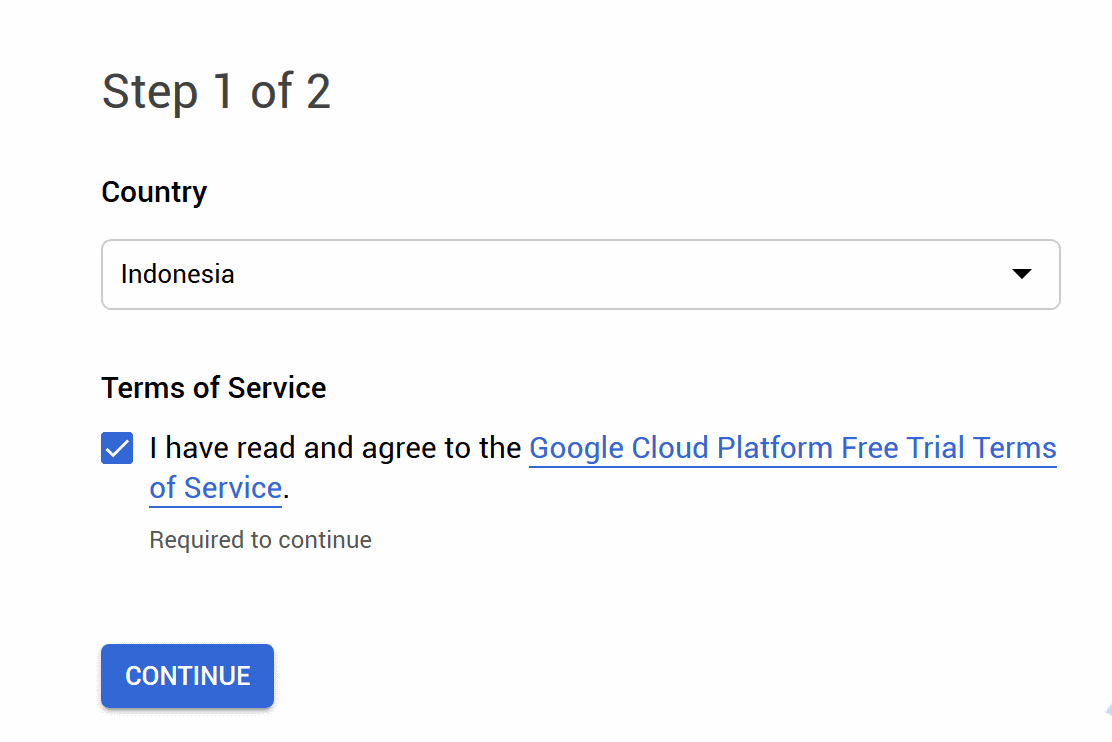 Step 1 of 2
Country
Indonesia
Terms of Service
I have read and agree to the Google Cloud Platform Free Trial Terms
of Service.
Required to continue
CONTINUE